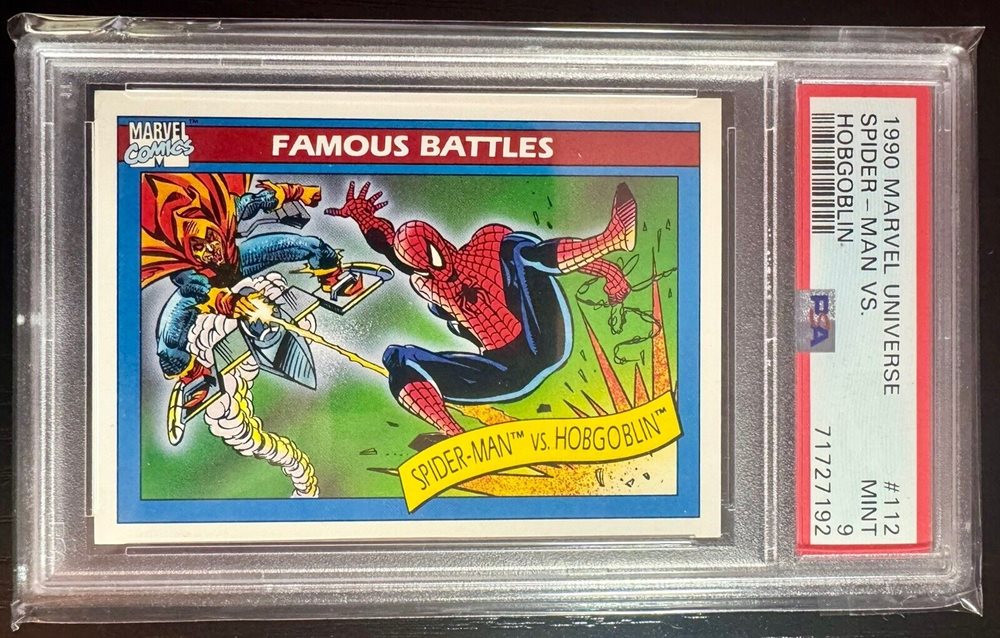 MARVEL™
COMICS
M
FAMOUS BATTLES
SPIDER-MAN™ VS. HOBGOBLIN™
1990 MARVEL UNIVERSE #112
SPIDER - MAN VS. MINT
HOBGOBLIN 9
PSA 71727192